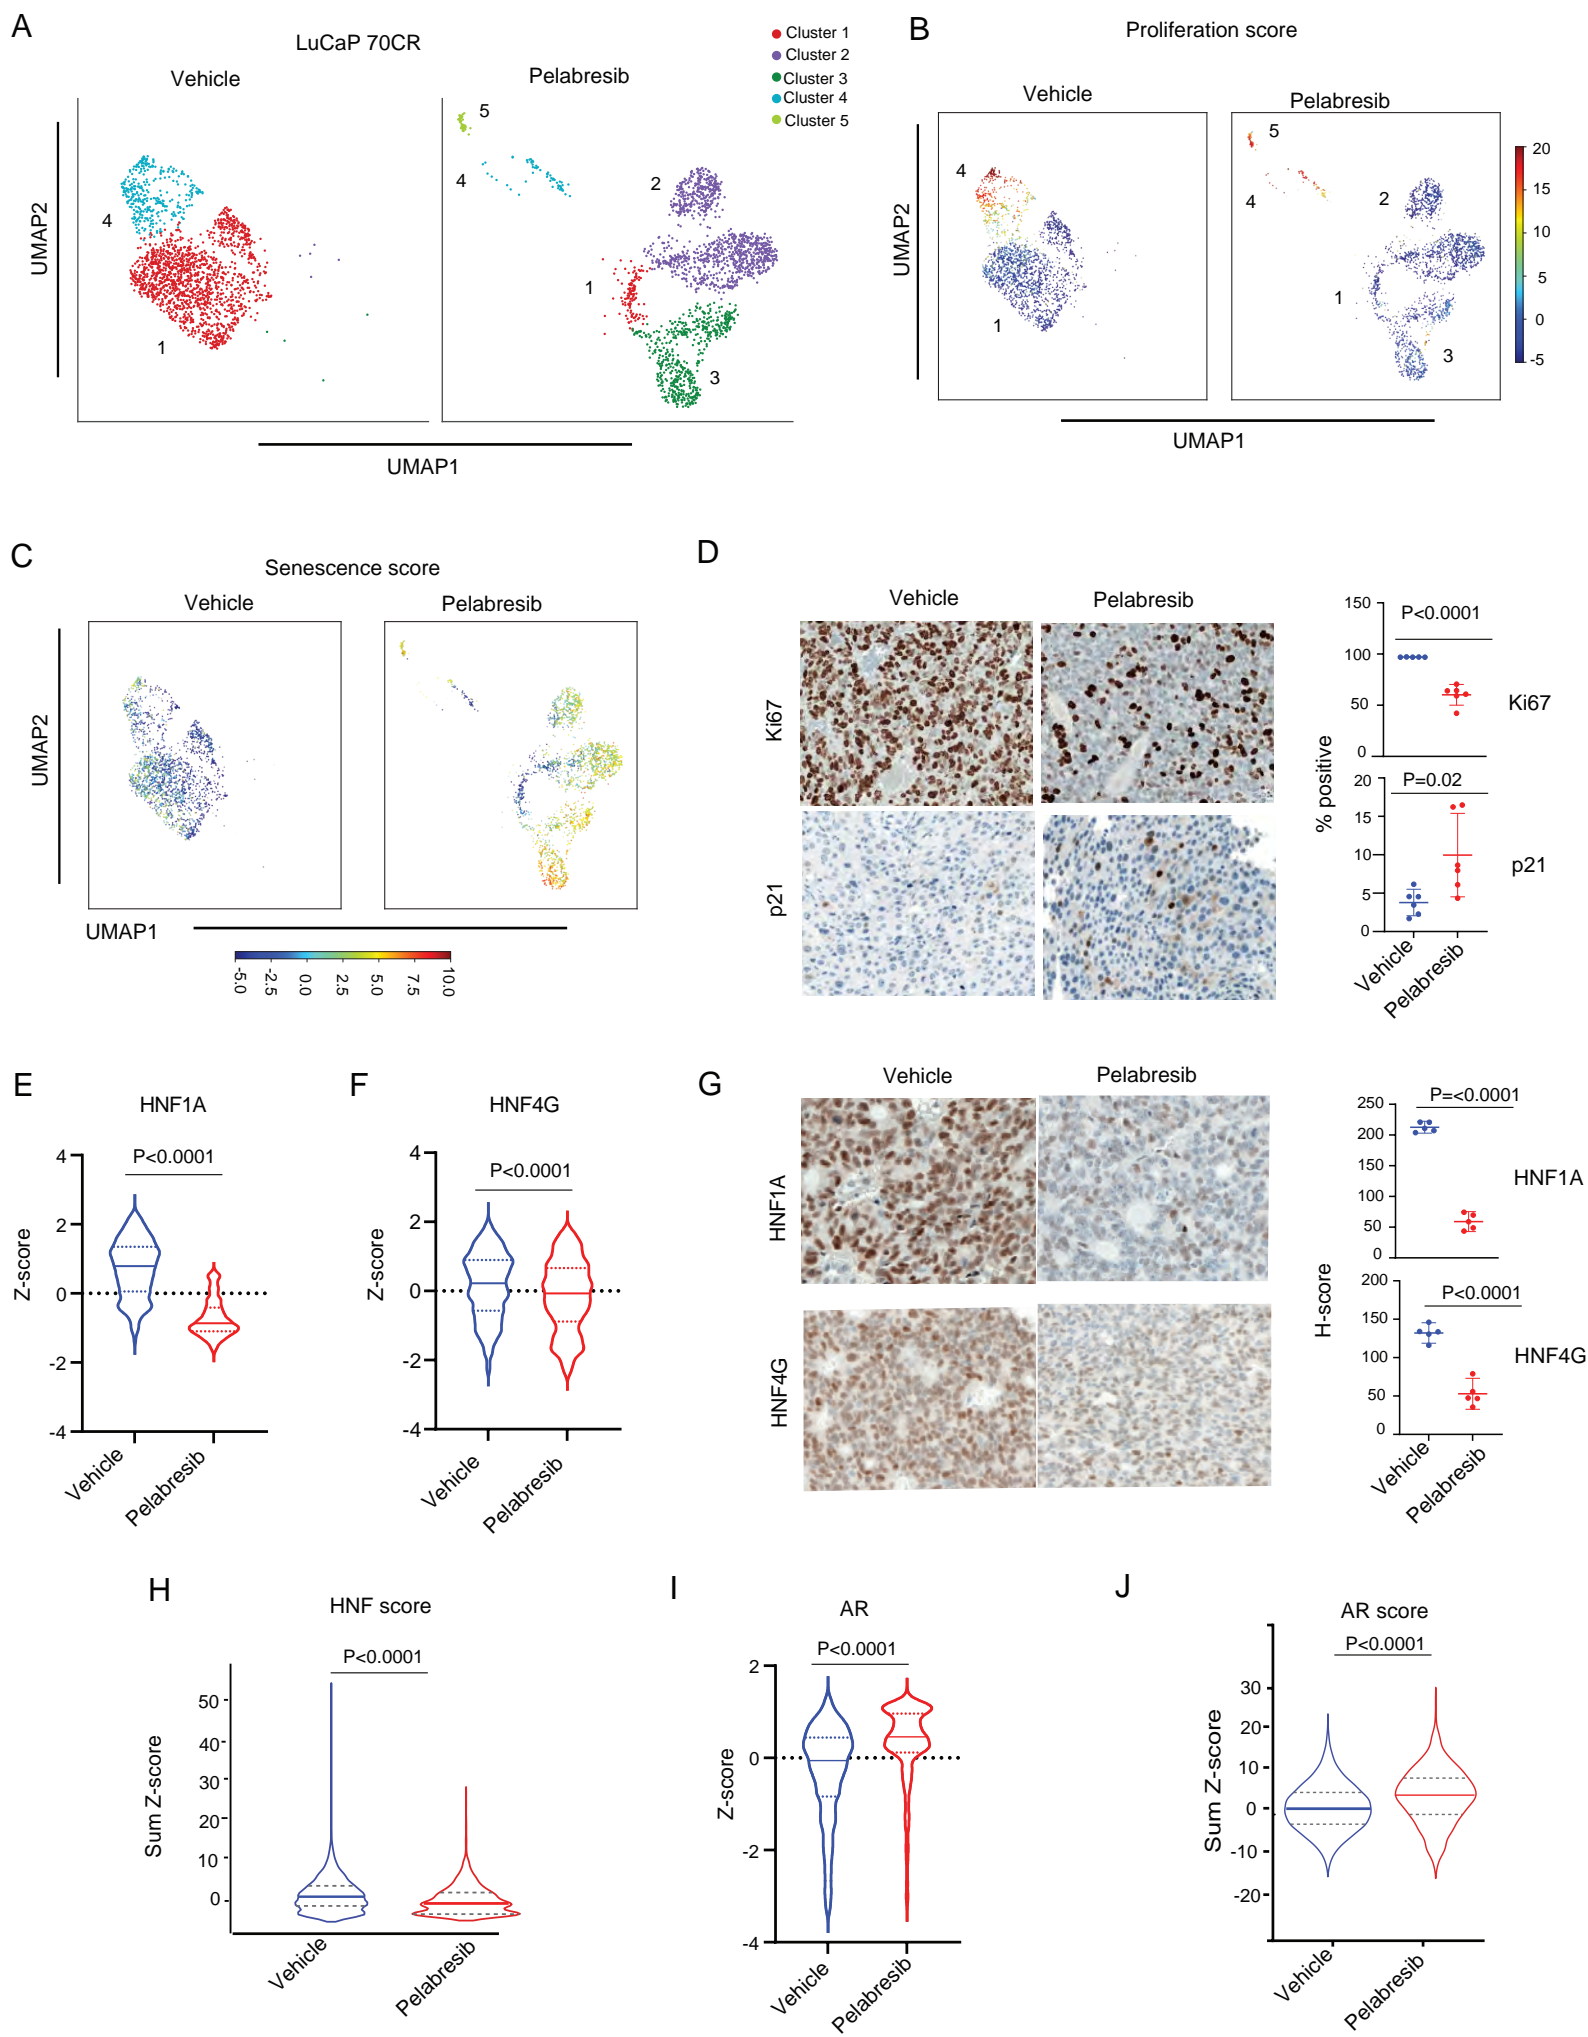 A
LuCaP 70CR
Vehicle
Pelabresib
Cluster 1
Cluster 2
Cluster 3
Cluster 4
Cluster 5
UMAP2
4
1
5
4
2
1
3
UMAP1
B
Proliferation score
Vehicle
Pelabresib
UMAP2
4
1
5
4
2
1
3
20
15
10
5
0
-5
UMAP1
C
Senescence score
Vehicle
Pelabresib
UMAP2
UMAP1
-5.0
-2.5
0.0
2.5
5.0
7.5
10.0
D
Vehicle
Pelabresib
Ki67
p21
% positive
150
100
50
0
P<0.0001
Ki67
20
15
10
5
0
P=0.02
p21
Vehicle
Pelabresib
E
HNF1A
P<0.0001
Z-score
4
2
0
-2
-4
Vehicle
Pelabresib
F
HNF4G
P<0.0001
Z-score
4
2
0
-2
-4
Vehicle
Pelabresib
G
Vehicle
Pelabresib
HNF1A
HNF4G
H-score
250
200
150
100
50
0
P=<0.0001
HNF1A
200
150
100
50
0
P<0.0001
HNF4G
Vehicle
Pelabresib
H
HNF score
P<0.0001
Sum Z-score
50
40
30
20
10
0
Vehicle
Pelabresib
I
AR
P<0.0001
Z-score
2
0
-2
-4
Vehicle
Pelabresib
J
AR score
P<0.0001
Sum Z-score
30
20
10
0
-10
-20
Vehicle
Pelabresib